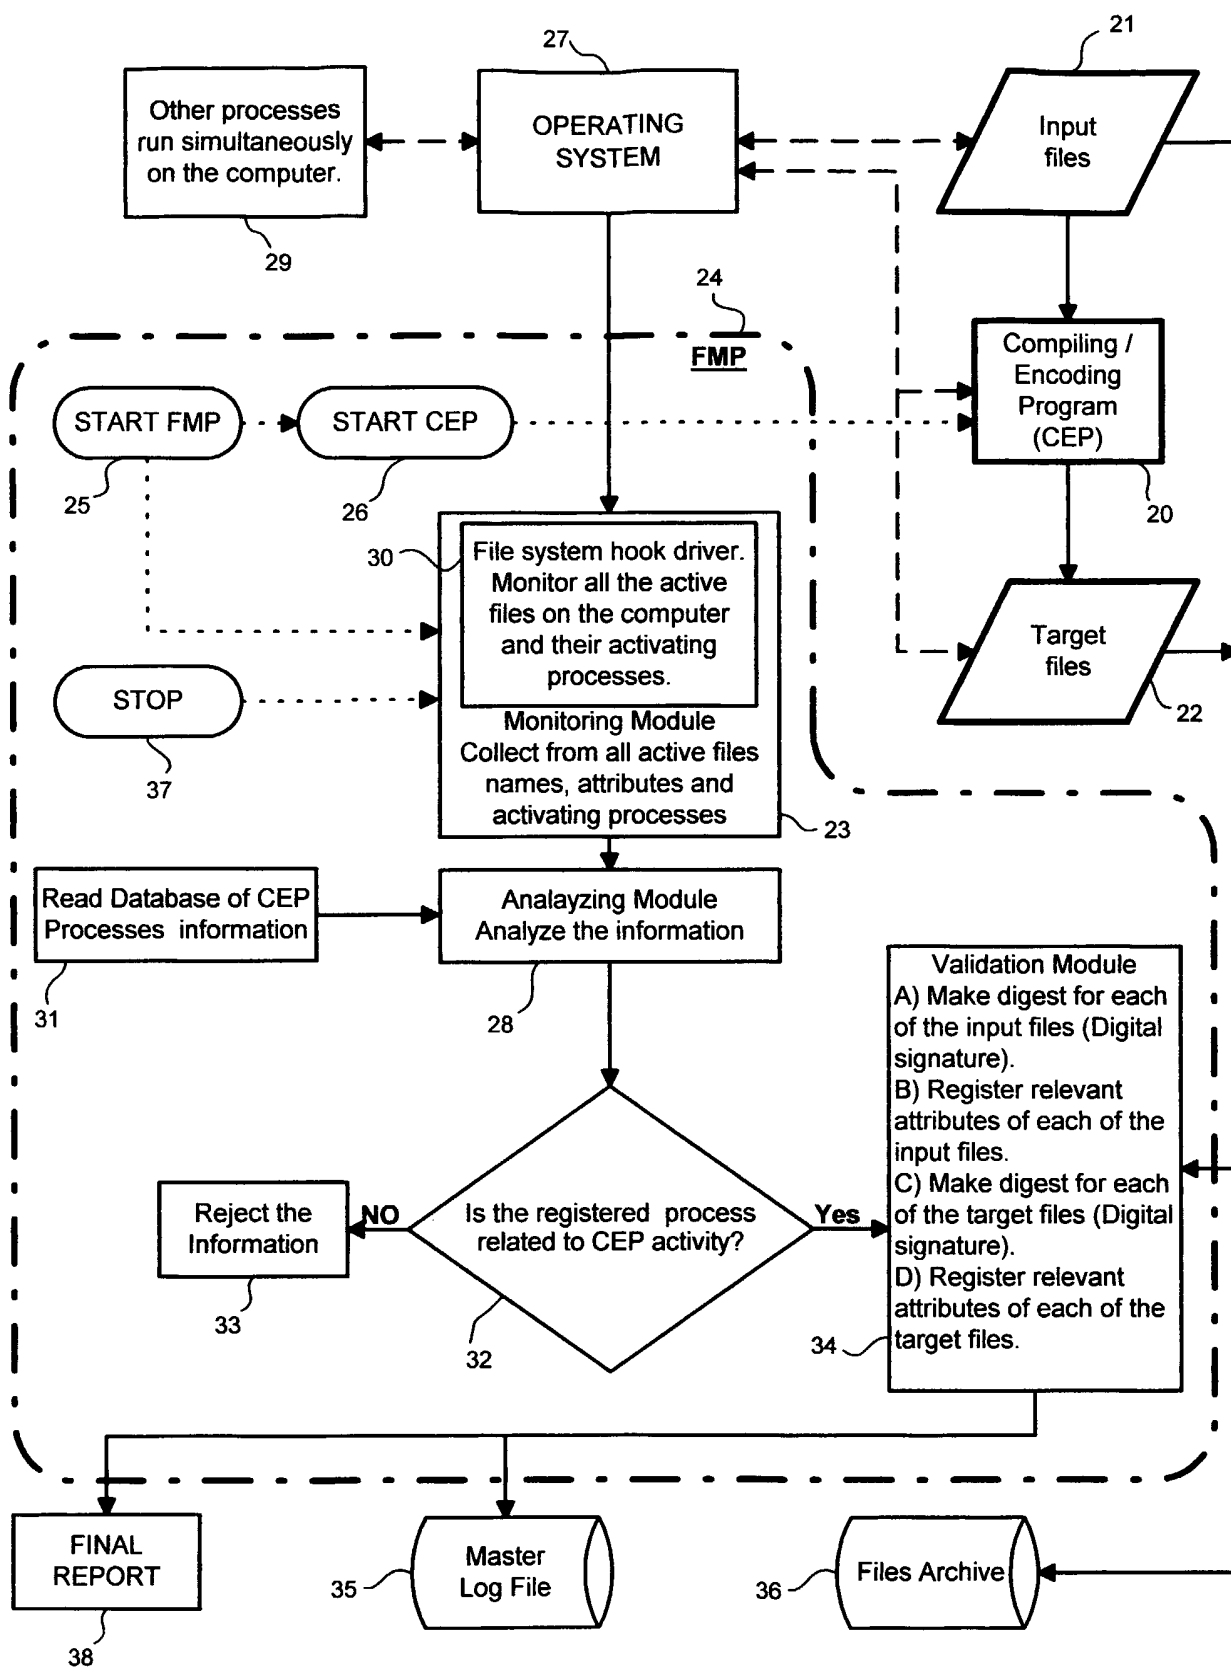 27
21
Other processes
run simultaneously
on the computer.
OPERATING
SYSTEM
Input
files
29
24
FMP
Compiling /
Encoding
Program
(CEP)
START FMP
START CEP
25
26
20
30
File system hook driver.
Monitor all the active
files on the computer
and their activating
processes.
Target
files
STOP
22
Monitoring Module
Collect from all active files
names, attributes and
activating processes
37
23
Read Database of CEP
Processes information
Analayzing Module
Analyze the information
31
28
Validation Module
A) Make digest for each
of the input files (Digital
signature).
B) Register relevant
attributes of each of the
input files.
C) Make digest for each
of the target files (Digital
signature).
D) Register relevant
attributes of each of the
target files.
Reject the
Information
NO
Is the registered process
related to CEP activity?
Yes
33
32
34
FINAL
REPORT
Master
Log File
Files Archive
35
36
38